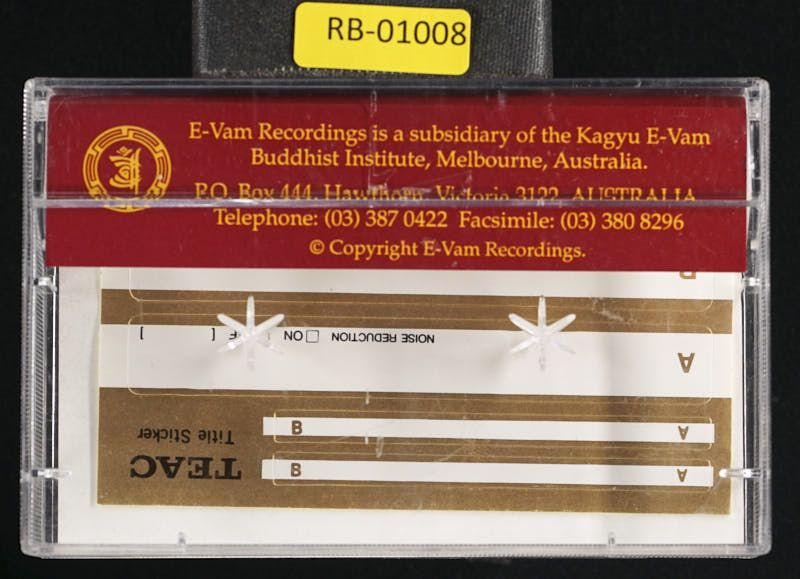 RB-01008
E-Vam Recordings is a subsidiary of the Kagyu E-Vam
Buddhist Institute, Melbourne, Australia.
P.O. Box 444, Hawthorn, Victoria 3122, AUSTRALIA
Telephone: (03) 387 0422 Facsimile: (03) 380 8296
© Copyright E-Vam Recordings.
B
NOISE REDUCTION □ ON [ ]
A
B A
B A
Title Sticker
TEAC